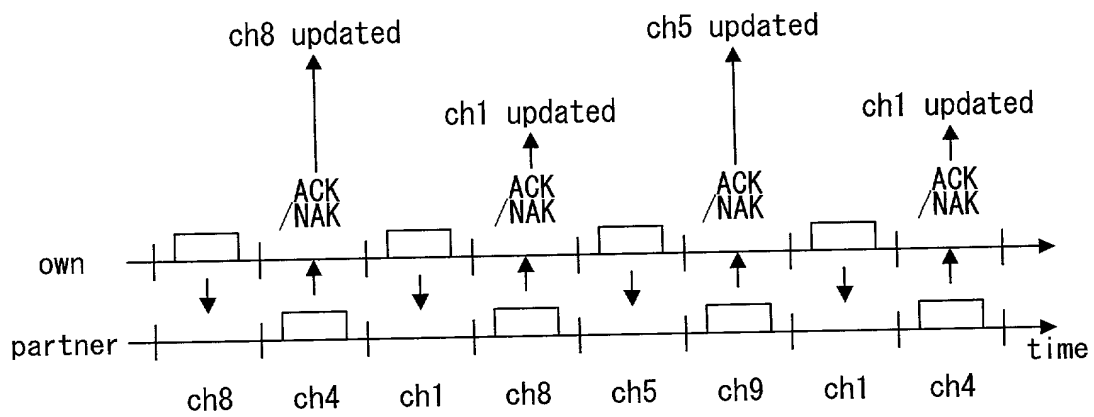 ch8 updated
ch5 updated
ch1 updated
ch1 updated
ACK
/NAK
ACK
/NAK
ACK
/NAK
ACK
/NAK
own
partner
time
ch8 ch4 ch1 ch8 ch5 ch9 ch1 ch4